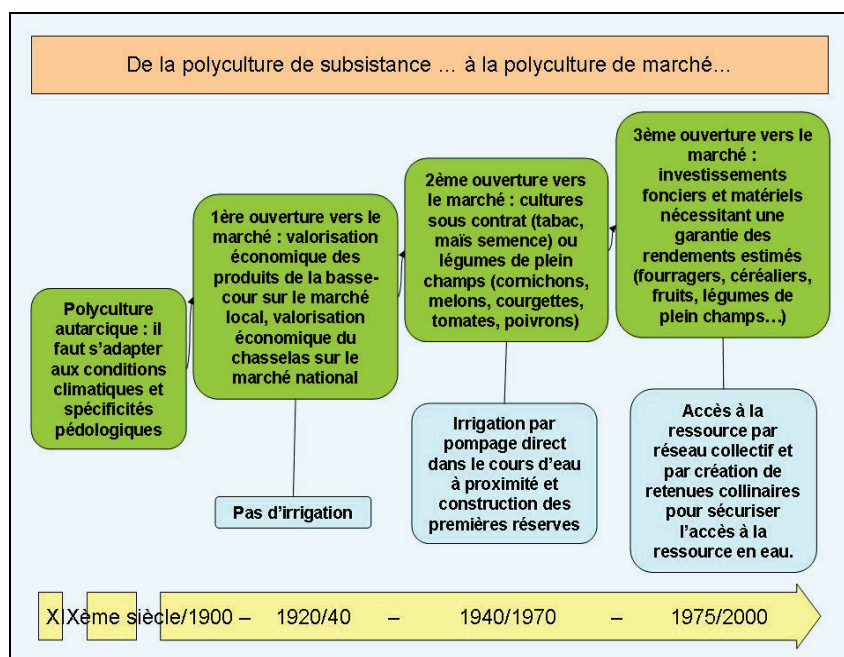 De la polyculture de subsistance … à la polyculture de marché…
Polyculture
autarcique : il
faut s’adapter
aux conditions
climatiques et
spécificités
pédologiques
1ère ouverture vers le
marché : valorisation
économique des
produits de la basse-
cour sur le marché
local, valorisation
économique du
chasselas sur le
marché national
2ème ouverture vers
le marché : cultures
sous contrat (tabac,
maïs semence) ou
légumes de plein
champs (cornichons,
melons, courgettes,
tomates, poivrons)
3ème ouverture vers le
marché :
investissements
fonciers et matériels
nécessitant une
garantie des
rendements estimés
(fourragers, céréaliers,
fruits, légumes de
plein champs…)
Pas d’irrigation
Irrigation par
pompage direct
dans le cours d’eau
à proximité et
construction des
premières réserves
Accès à la
ressource par
réseau collectif et
par création de
retenues collinaires
pour sécuriser
l’accès à la
ressource en eau.
XIXème siècle/1900 – 1920/40 – 1940/1970 – 1975/2000